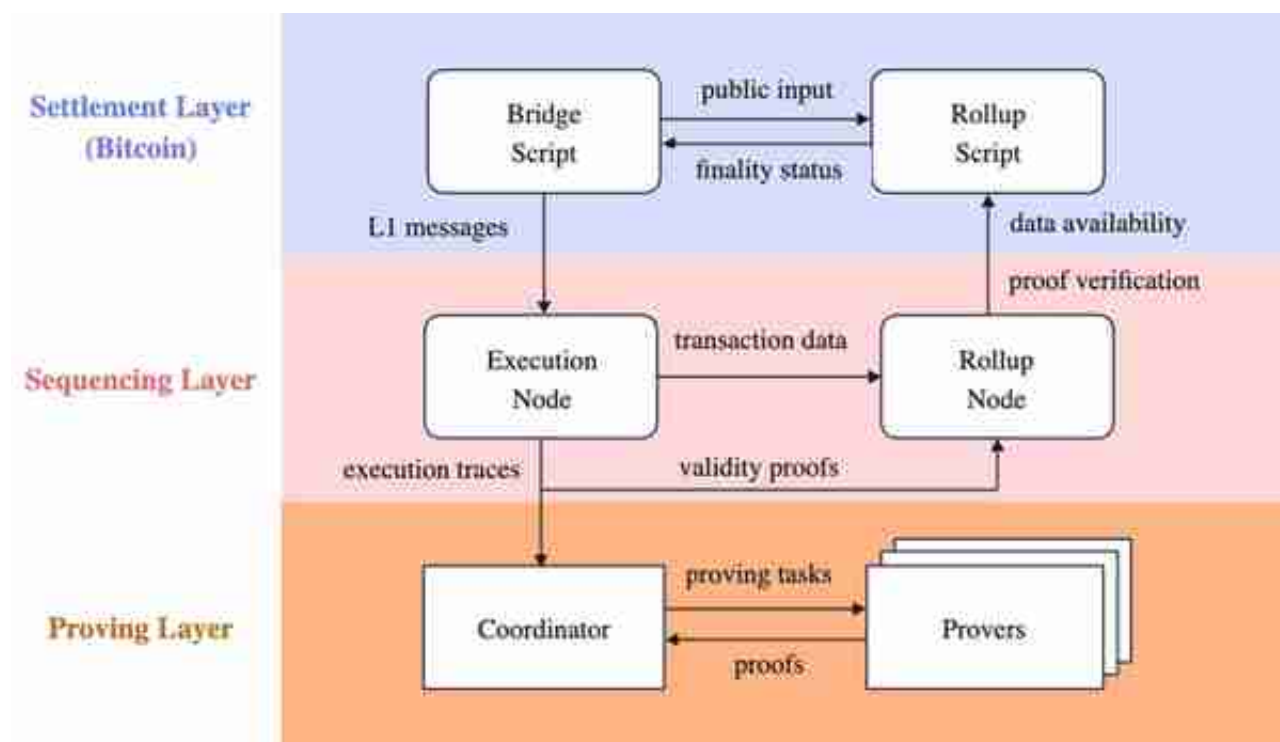 Settlement Layer
(Bitcoin)
Bridge
Script
public input
finality status
Rollup
Script
L1 messages
data availability
proof verification
Sequencing Layer
Execution
Node
transaction data
Rollup
Node
execution traces
validity proofs
Proving Layer
Coordinator
proving tasks
proofs
Provers